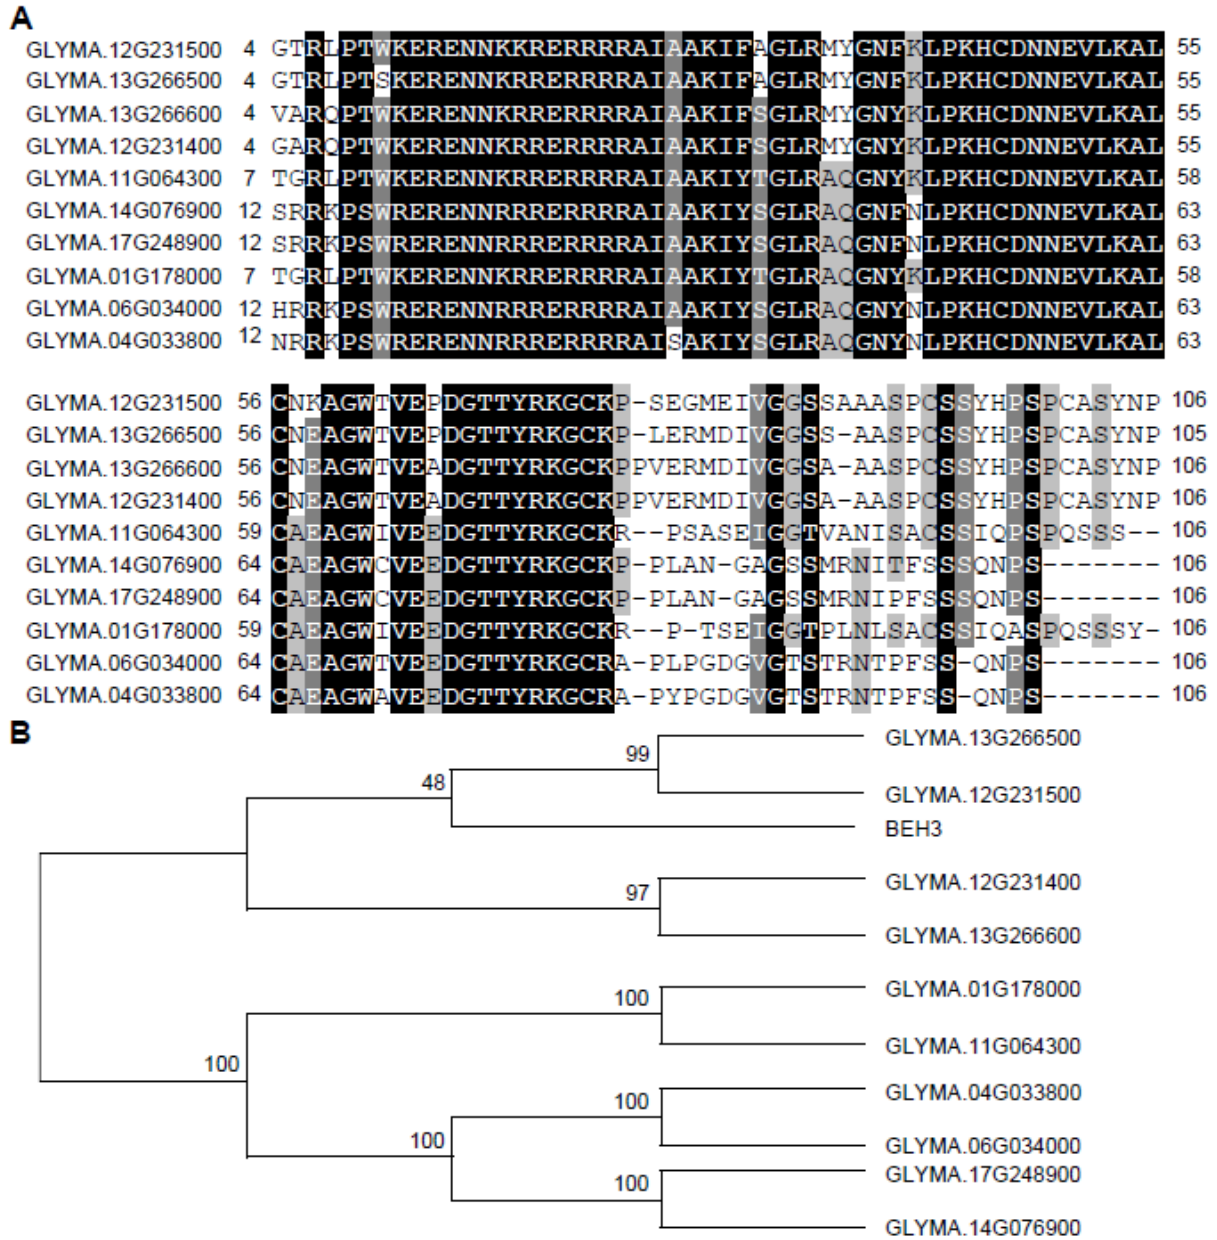 A
GLYMA.12G231500 4 GTRLPTWKERENNKKRERRRRAIAAKIFAGLRMYGNFKLPKHCDNNEVLKAL 55
GLYMA.13G266500 4 GTRLPTSKERENNKRRERRRRAIAAKIFAGLRMYGNFKLPKHCDNNEVLKAL 55
GLYMA.13G266600 4 VARQPTWKERENNKRRERRRRAIAAKIFSGLRMYGNYKLPKHCDNNEVLKAL 55
GLYMA.12G231400 4 GARQPTWKERENNKRRERRRRAIAAKIFSGLRMYGNYKLPKHCDNNEVLKAL 55
GLYMA.11G064300 7 TGRLPTWKERENNKRRERRRRAIAAKIYTGLRAQGNYKLPKHCDNNEVLKAL 58
GLYMA.14G076900 12 SRRKPSWRERENNRRRERRRRAIAAKIYSGLRAQGNFNLPKHCDNNEVLKAL 63
GLYMA.17G248900 12 SRRKPSWRERENNRRRERRRRAIAAKIYSGLRAQGNFNLPKHCDNNEVLKAL 63
GLYMA.01G178000 7 TGRLPTWKERENNKRRERRRRAIAAKIYTGLRAQGNYKLPKHCDNNEVLKAL 58
GLYMA.06G034000 12 HRRKPSWRERENNRRRERRRRAIAAKIYSGLRAQGNYNLPKHCDNNEVLKAL 63
GLYMA.04G033800 12 NRRKPSWRERENNRRRERRRRAISAKIYSGLRAQGNYNLPKHCDNNEVLKAL 63
GLYMA.12G231500 56 CNKAGWTVEPDGTTYRKGCKP-SEGMEIVGGSSAAASPCSSYHPSPCASYNP 106
GLYMA.13G266500 56 CNEAGWTVEPDGTTYRKGCKP-LERMDIVGGSS-AASPCSSYHPSPCASYNP 105
GLYMA.13G266600 56 CNEAGWTVEADGTTYRKGCKPPVERMDIVGGSA-AASPCSSYHPSPCASYNP 106
GLYMA.12G231400 56 CNEAGWTVEADGTTYRKGCKPPVERMDIVGGSA-AASPCSSYHPSPCASYNP 106
GLYMA.11G064300 59 CAEAGWIVEEDGTTYRKGCKR--PSASEIGGTVANISACSSIQPSPQSSS-- 106
GLYMA.14G076900 64 CAEAGWCVEEDGTTYRKGCKP-PLAN-GAGSSMRNITFSSSQNPS------- 106
GLYMA.17G248900 64 CAEAGWCVEEDGTTYRKGCKP-PLAN-GAGSSMRNIPFSSSQNPS------- 106
GLYMA.01G178000 59 CAEAGWIVEEDGTTYRKGCKR--P-TSEIGGTPLNLSACSSIQASPQSSSY- 106
GLYMA.06G034000 64 CAEAGWTVEEDGTTYRKGCRA-PLPGDGVGTSTRNTPFSS-QNPS------- 106
GLYMA.04G033800 64 CAEAGWAVEEDGTTYRKGCRA-PYPGDGVGTSTRNTPFSS-QNPS------- 106
B
GLYMA.13G266500
99
48
GLYMA.12G231500
BEH3
GLYMA.12G231400
97
GLYMA.13G266600
GLYMA.01G178000
100
GLYMA.11G064300
100
GLYMA.04G033800
100
100
GLYMA.06G034000
GLYMA.17G248900
100
GLYMA.14G076900